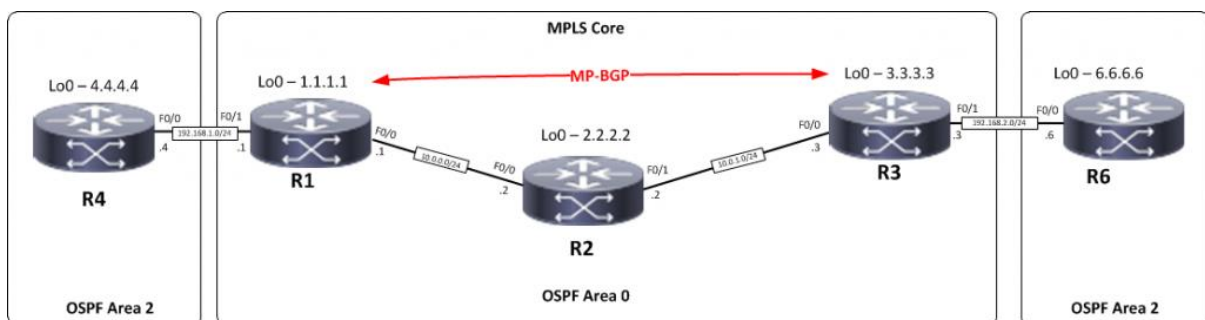 MPLS Core
Lo0 – 4.4.4.4
Lo0 – 1.1.1.1
MP-BGP
Lo0 – 3.3.3.3
Lo0 – 6.6.6.6
F0/0
192.168.1.0/24
F0/1
.4
.1
F0/0
.1
10.0.0.0/24
Lo0 – 2.2.2.2
F0/0
.2
F0/1
.2
10.0.1.0/24
F0/0
.3
F0/1
.3
192.168.2.0/24
F0/0
.6
R4
R1
R2
R3
R6
OSPF Area 2
OSPF Area 0
OSPF Area 2